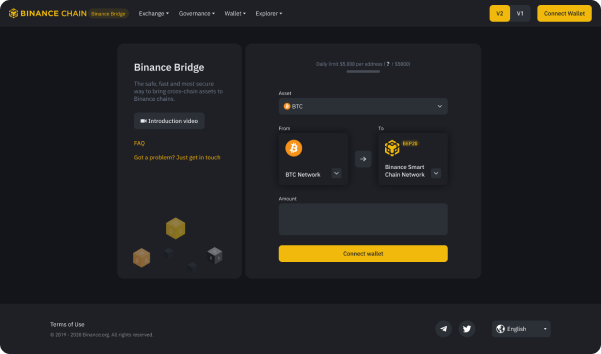 BINANCE CHAIN Binance Bridge Exchange Governance Wallet Explorer V2 V1 Connect Wallet
Binance Bridge
The safe, fast and most secure
way to bring cross-chain assets to
Binance chains.
Introduction video
FAQ
Got a problem? Just get in touch
Daily limit $5,000 per address ( ? / $5000)
Asset
BTC
From
To
BTC Network
BEP20
Binance Smart
Chain Network
Amount
Connect wallet
Terms of Use
© 2019 - 2020 Binance.org. All rights reserved.
English